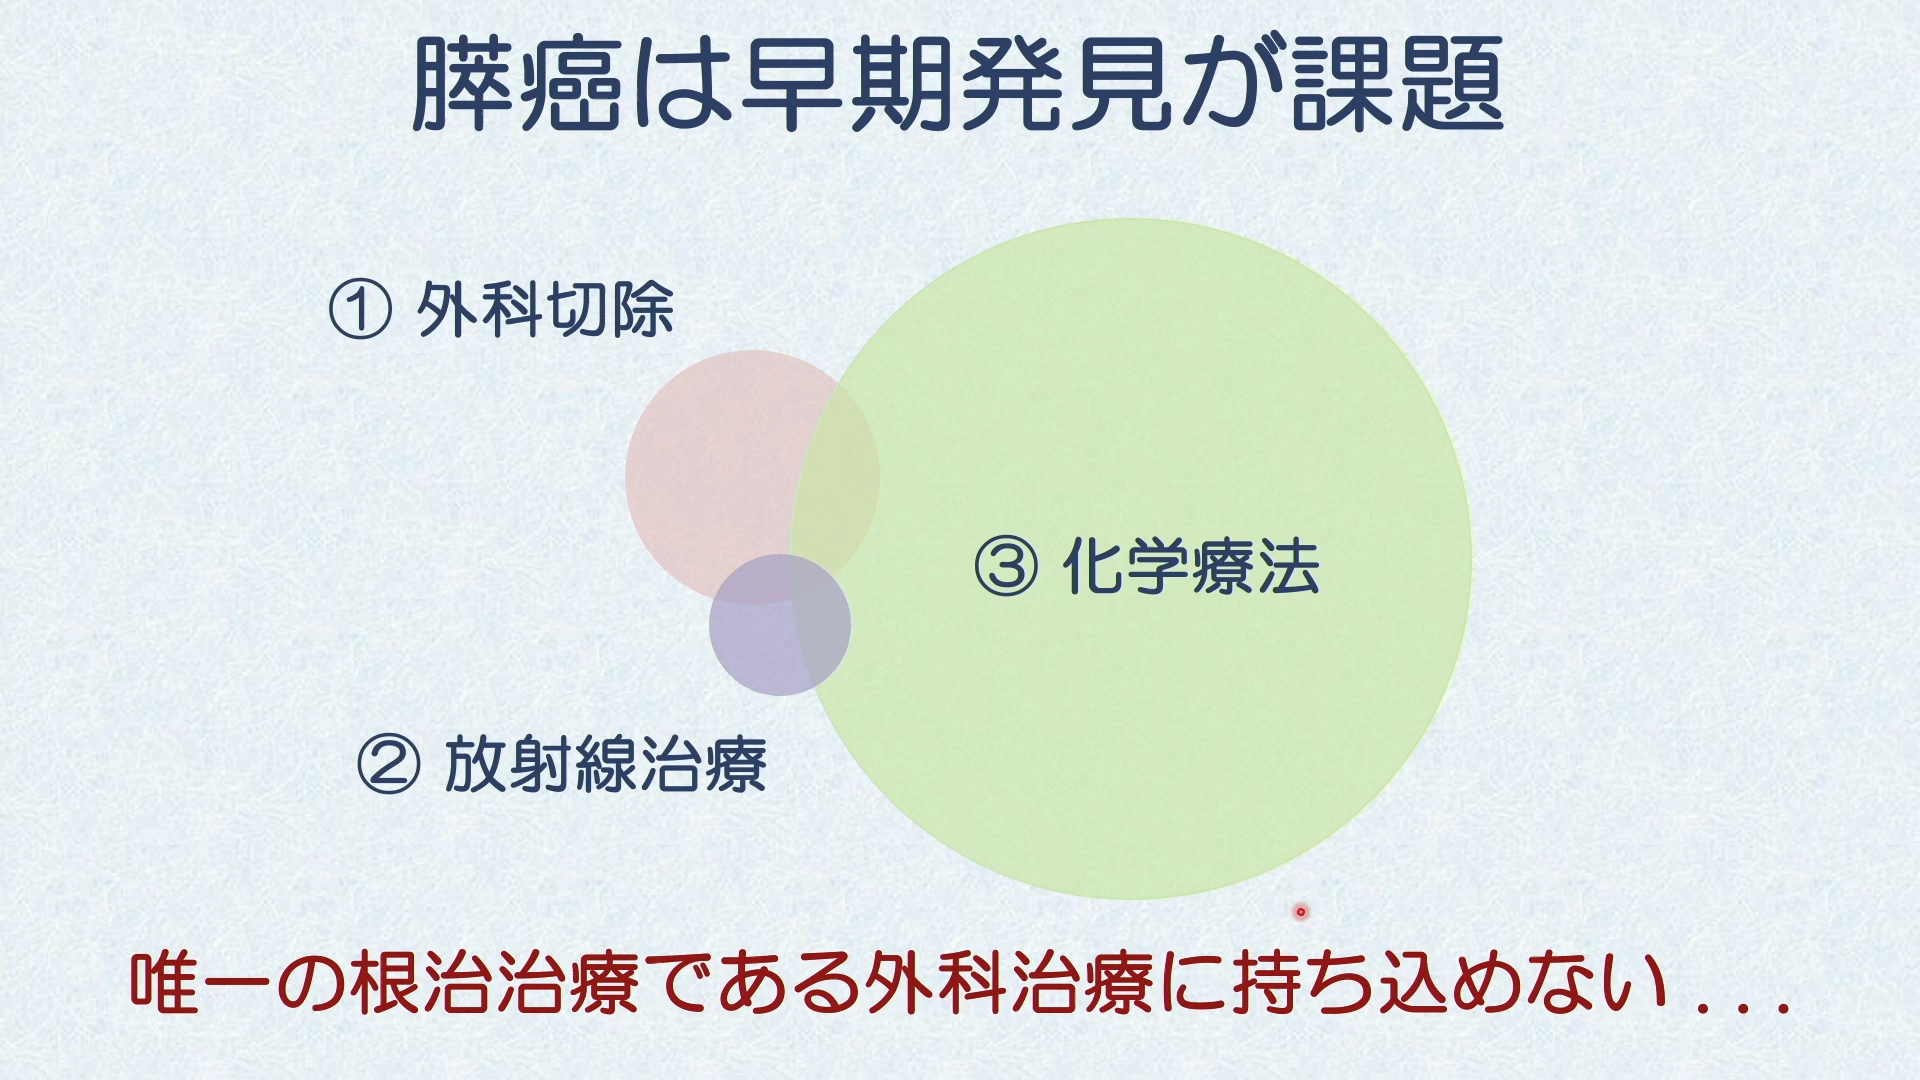 膵癌は早期発見が課題
① 外科切除
③ 化学療法
② 放射線治療
唯一の根治治療である外科治療に持ち込めない . . .